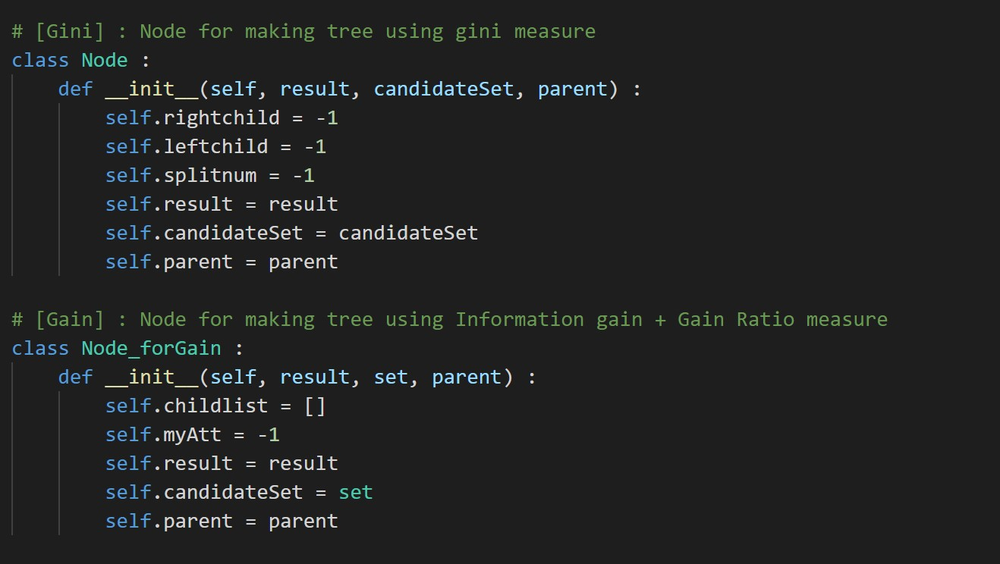 # [Gini] : Node for making tree using gini measure
class Node :
    def __init__(self, result, candidateSet, parent) :
        self.rightchild = -1
        self.leftchild = -1
        self.splitnum = -1
        self.result = result
        self.candidateSet = candidateSet
        self.parent = parent

# [Gain] : Node for making tree using Information gain + Gain Ratio measure
class Node_forGain :
    def __init__(self, result, set, parent) :
        self.childlist = []
        self.myAtt = -1
        self.result = result
        self.candidateSet = set
        self.parent = parent